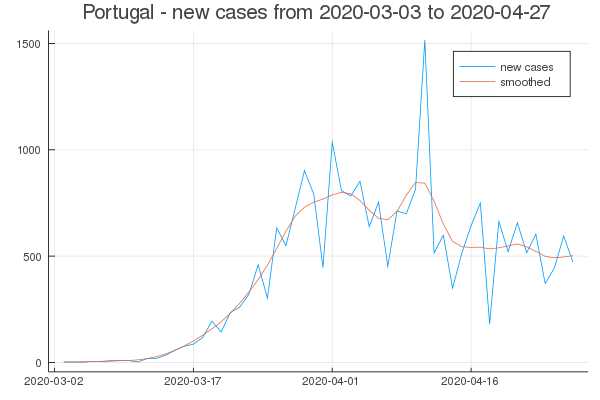 Portugal - new cases from 2020-03-03 to 2020-04-27
1500
new cases
smoothed
1000
500
0
2020-03-02 2020-03-17 2020-04-01 2020-04-16